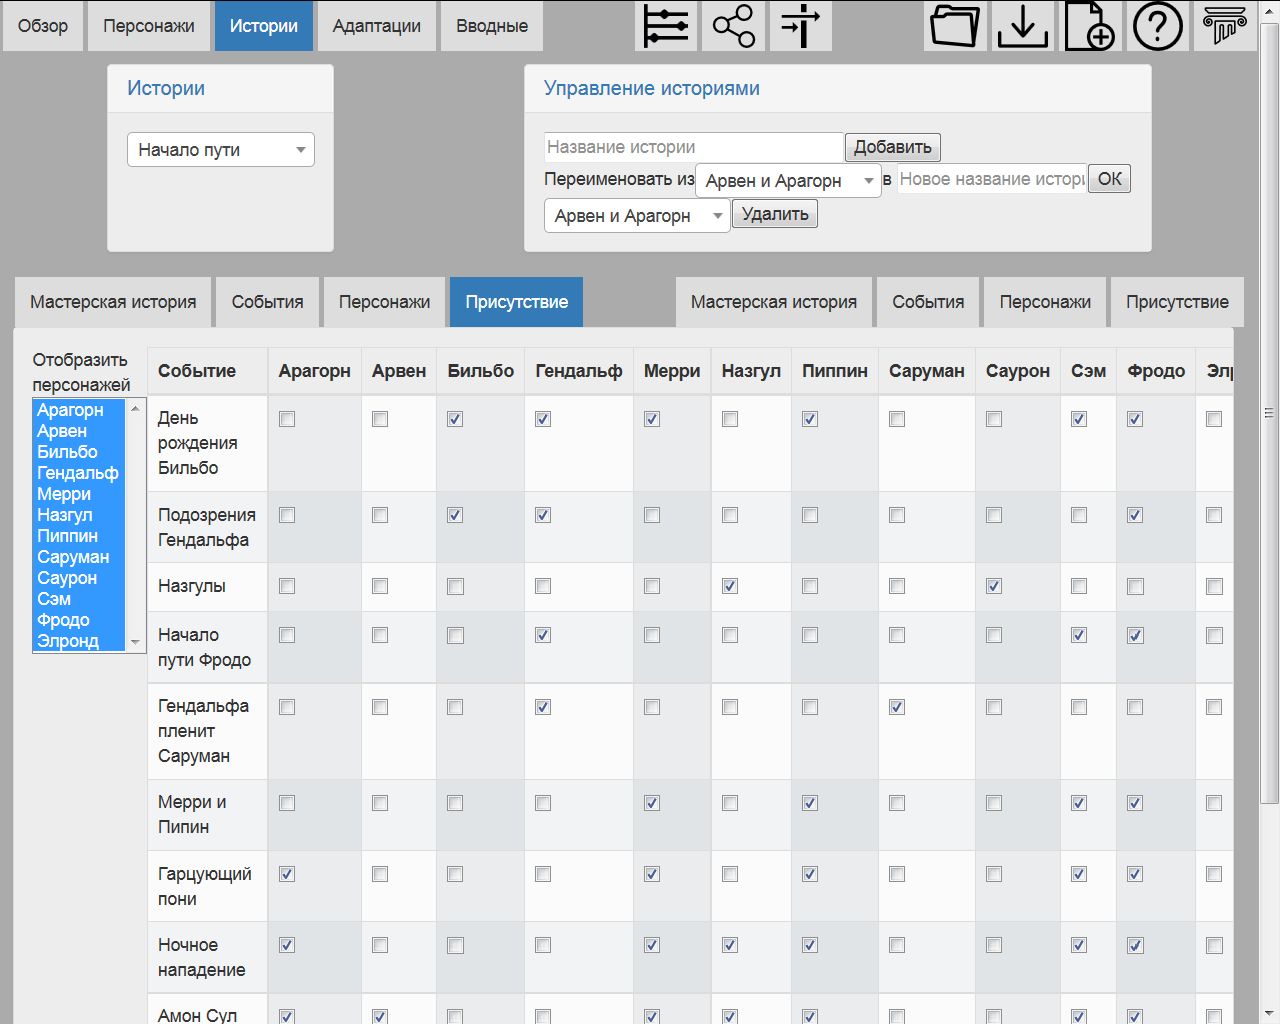 Обзор Персонажи Истории Адаптации Вводные
Истории
Начало пути
Управление историями
Название истории Добавить
Переименовать из Арвен и Арагорн в Новое название истори ОК
Арвен и Арагорн Удалить
Мастерская история События Персонажи Присутствие Мастерская история События Персонажи Присутствие
Отобразить
персонажей
Арагорн
Арвен
Бильбо
Гендальф
Мерри
Назгул
Пиппин
Саруман
Саурон
Сэм
Фродо
Элронд
Событие Арагорн Арвен Бильбо Гендальф Мерри Назгул Пиппин Саруман Саурон Сэм Фродо Элр
День
рождения
Бильбо
Подозрения
Гендальфа
Назгулы
Начало
пути Фродо
Гендальфа
пленит
Саруман
Мерри и
Пипин
Гарцующий
пони
Ночное
нападение
Амон Сул